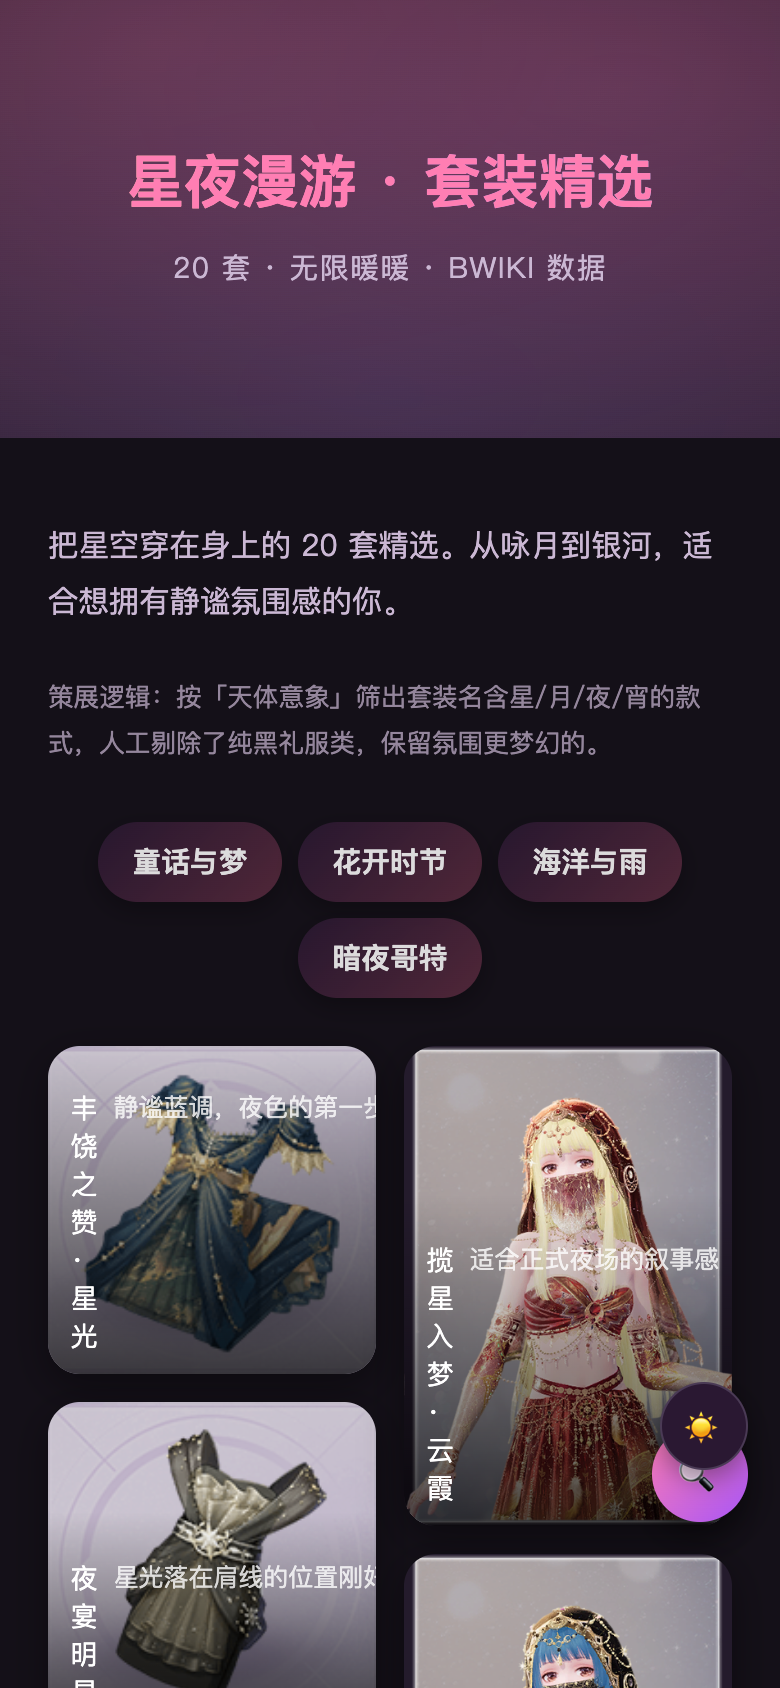 星夜漫游 · 套装精选
20 套 · 无限暖暖 · BWIKI 数据
把星空穿在身上的 20 套精选。从咏月到银河，适
合想拥有静谧氛围感的你。
策展逻辑：按「天体意象」筛出套装名含星/月/夜/宵的款
式，人工剔除了纯黑礼服类，保留氛围更梦幻的。
童话与梦
花开时节
海洋与雨
暗夜哥特
丰饶之赞·星光
静谧蓝调，夜色的第一步
揽星入梦·云霞
适合正式夜场的叙事感
夜宴明
星光落在肩线的位置刚好